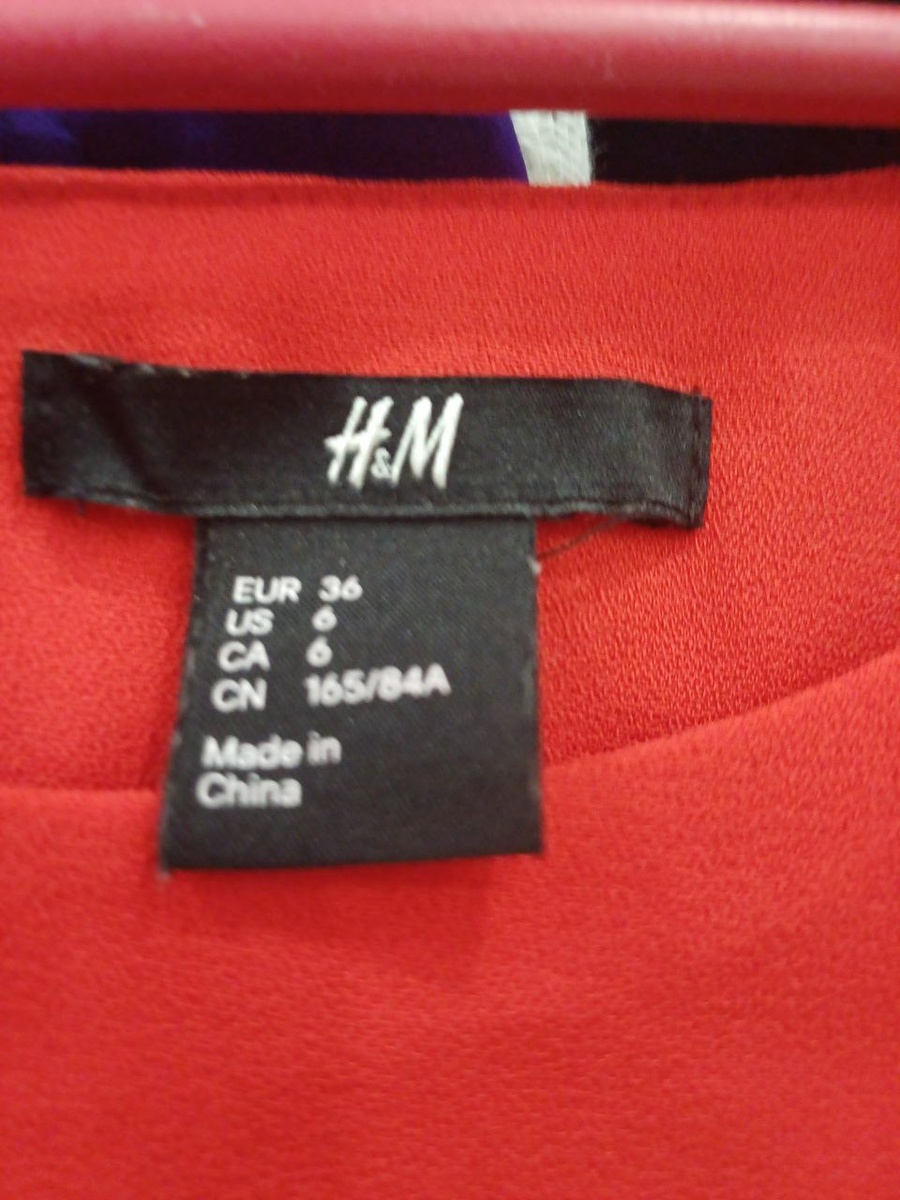 H&M
EUR 36
US 6
CA 6
CN 165/84A
Made in
China